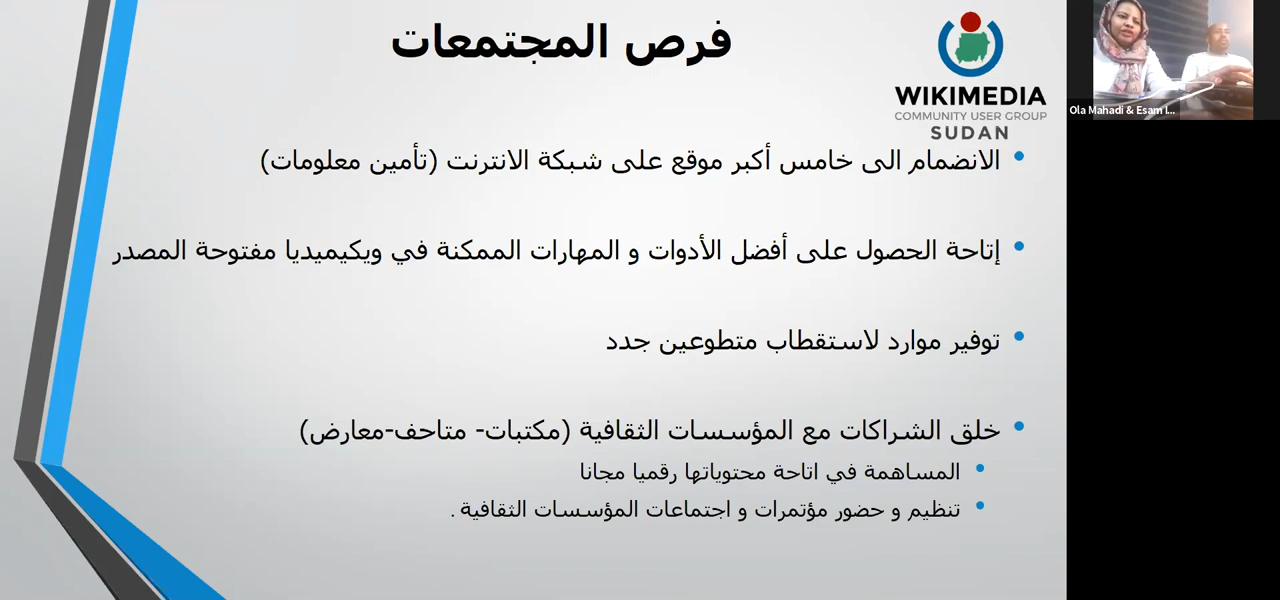 فرص المجتمعات
WIKIMEDIA
COMMUNITY USER GROUP
SUDAN
الانضمام الى خامس أكبر موقع على شبكة الانترنت (تأمين معلومات)
إتاحة الحصول على أفضل الأدوات و المهارات الممكنة في ويكيميديا مفتوحة المصدر
توفير موارد لاستقطاب متطوعين جدد
خلق الشراكات مع المؤسسات الثقافية (مكتبات- متاحف-معارض)
المساهمة في اتاحة محتوياتها رقميا مجانا
تنظيم و حضور مؤتمرات و اجتماعات المؤسسات الثقافية .
Ola Mahadi & Esam I...